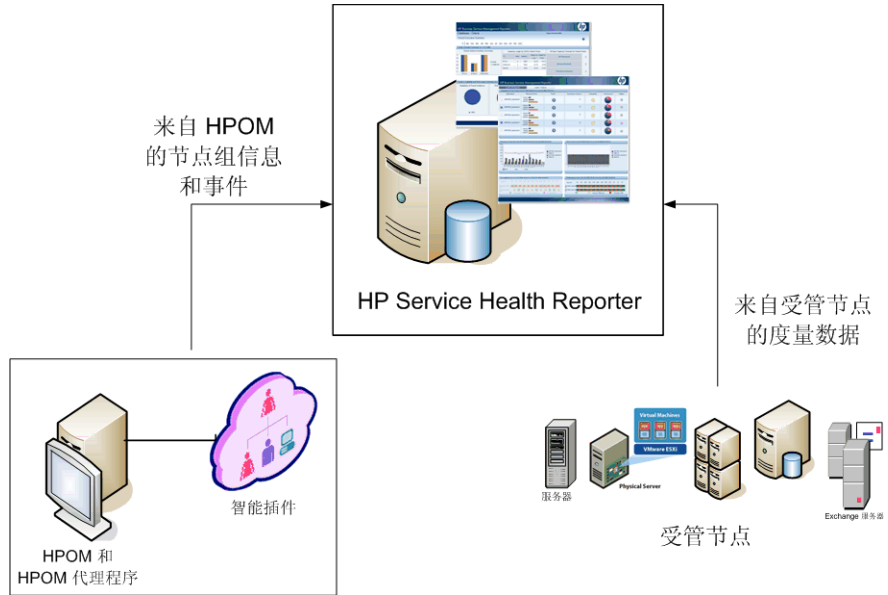 来自 HPOM
的节点组信息
和事件
HP Service Health Reporter
来自受管节点
的度量数据
智能插件
HPOM 和
HPOM 代理程序
Virtual Machines
VMware ESXi
Physical Server
服务器
Exchange 服务器
受管节点